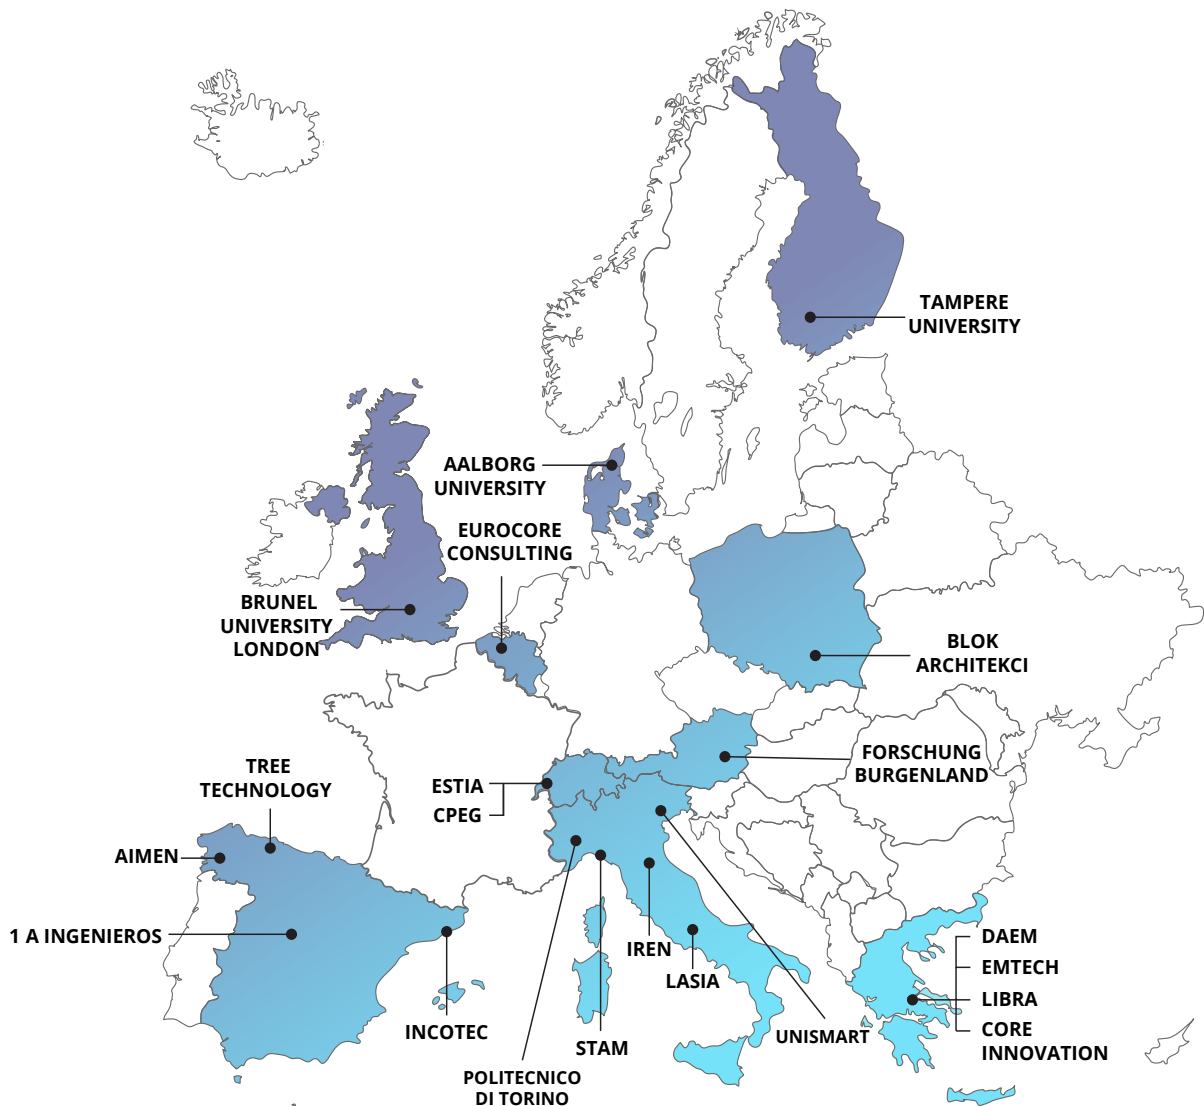 TAMPERE
UNIVERSITY
AALBORG
UNIVERSITY
EUROCORE
CONSULTING
BRUNEL
UNIVERSITY
LONDON
BLOK
ARCHITEKCI
FORSCHUNG
BURGENLAND
TREE
TECHNOLOGY
ESTIA
CPEG
AIMEN
1 A INGENIEROS
INCOTEC
POLITECNICO
DI TORINO
STAM
IREN
LASIA
UNISMART
DAEM
EMTECH
LIBRA
CORE
INNOVATION